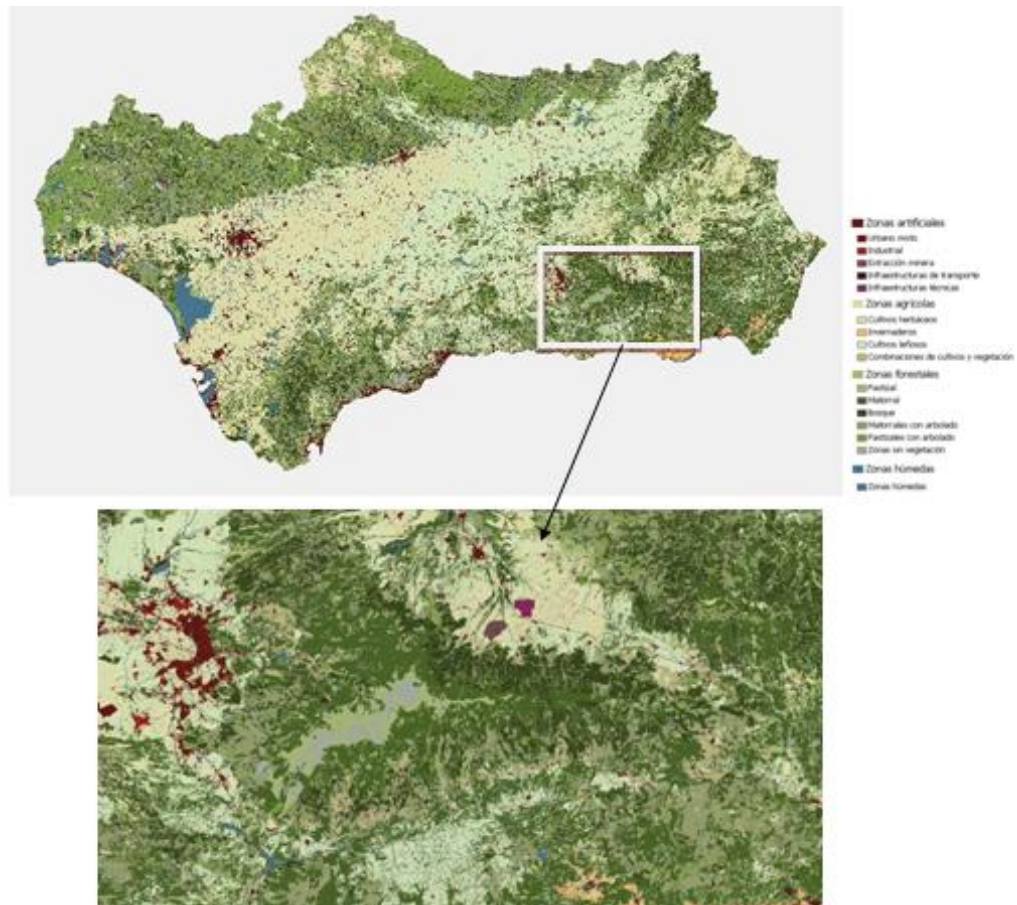 Zonas artificiales
Urbano mixto
Industrial
Extracción minera
Infraestructuras de transporte
Infraestructuras técnicas
Zonas agrícolas
Cultivos herbáceos
Invernaderos
Cultivos leñosos
Combinaciones de cultivos y vegetación
Zonas forestales
Pastizal
Matorral
Bosque
Matorrales con arbolado
Pastizales con arbolado
Zonas sin vegetación
Zonas húmedas
Zonas húmedas